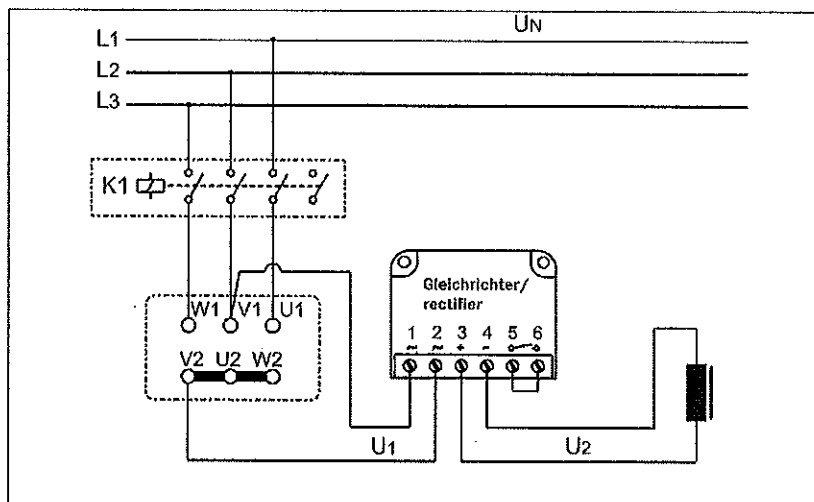 UN
L1
L2
L3
K1
W1 V1 U1
V2 U2 W2
Gleichrichter/
rectifier
1 2 3 4 5 6
≃ ≃ + -
U1 U2